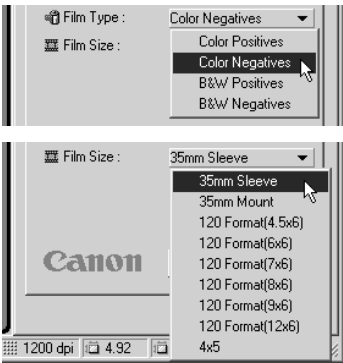 Film Type : Color Negatives
Film Size : Color Positives
Color Negatives
B&W Positives
B&W Negatives
Film Size : 35mm Sleeve
35mm Sleeve
35mm Mount
120 Format(4.5x6)
120 Format(6x6)
120 Format(7x6)
120 Format(8x6)
120 Format(9x6)
120 Format(12x6)
4x5
Canon
1200 dpi 4.92